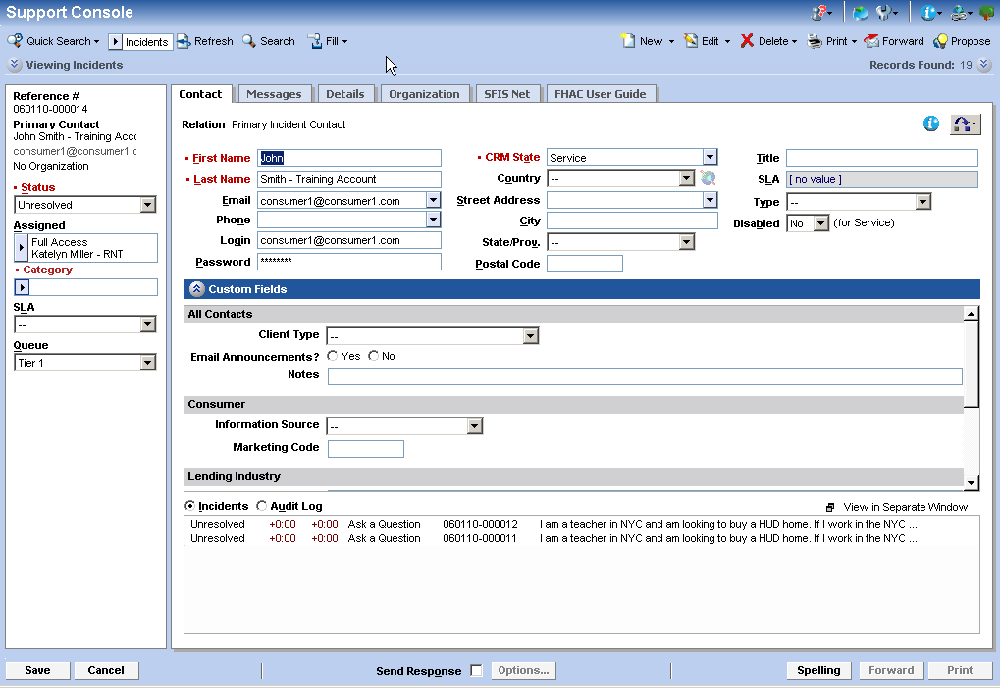 Support Console
Quick Search Incidents Refresh Search Fill New Edit Delete Print Forward Propose
Viewing Incidents Records Found: 19
Reference #
060110-000014
Primary Contact
John Smith - Training Acc
consumer1@consumer1.c
No Organization
Status
Unresolved
Assigned
Full Access
Katelyn Miller - RNT
Category
SLA
--
Queue
Tier 1
Contact Messages Details Organization SFIS Net FHAC User Guide
Relation Primary Incident Contact
First Name John
Last Name Smith - Training Account
Email consumer1@consumer1.com
Phone
Login consumer1@consumer1.com
Password ********
CRM State Service
Country --
Street Address
City
State/Prov. --
Postal Code
Title
SLA [ no value ]
Type --
Disabled No (for Service)
Custom Fields
All Contacts
Client Type --
Email Announcements? Yes No
Notes
Consumer
Information Source --
Marketing Code
Lending Industry
Incidents Audit Log View in Separate Window
Unresolved +0:00 +0:00 Ask a Question 060110-000012 I am a teacher in NYC and am looking to buy a HUD home. If I work in the NYC ...
Unresolved +0:00 +0:00 Ask a Question 060110-000011 I am a teacher in NYC and am looking to buy a HUD home. If I work in the NYC ...
Save Cancel Send Response Options... Spelling Forward Print